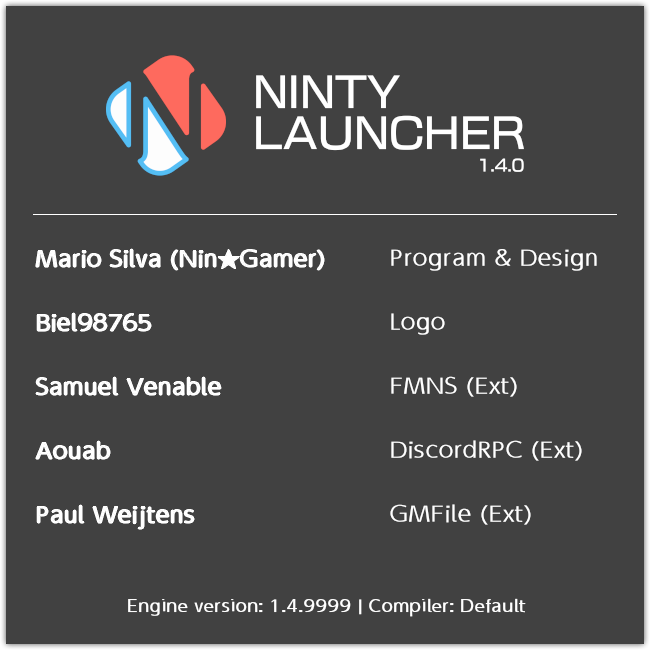 NINTY
LAUNCHER
1.4.0
Mario Silva (Nin★Gamer) Program & Design
Biel98765 Logo
Samuel Venable FMNS (Ext)
Aouab DiscordRPC (Ext)
Paul Weijtens GMFile (Ext)
Engine version: 1.4.9999 | Compiler: Default